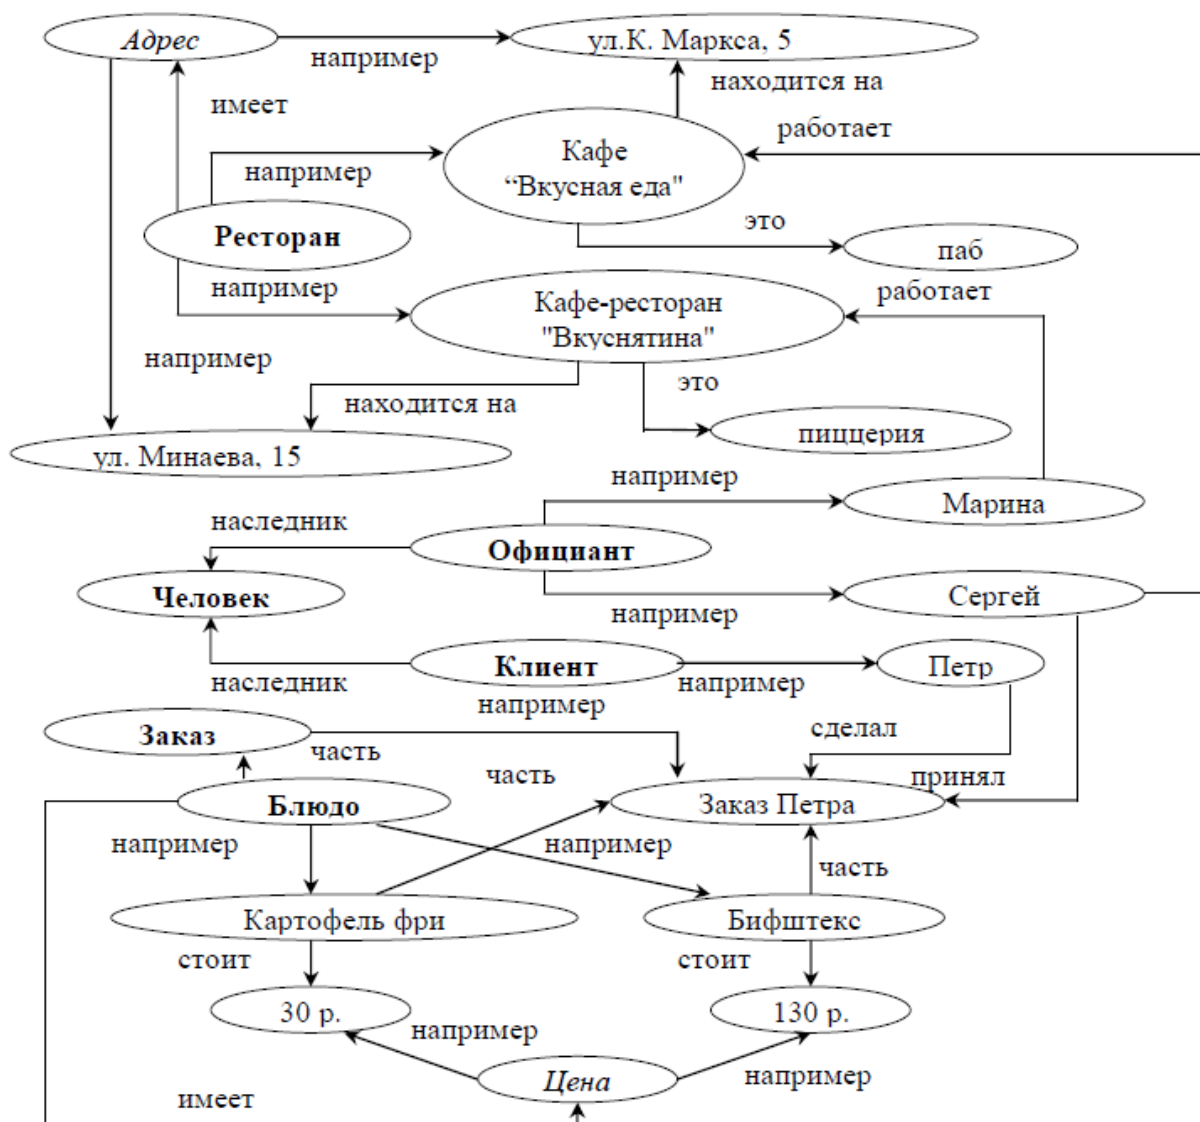 Адрес
например
ул.К. Маркса, 5
находится на
имеет
работает
Кафе
“Вкусная еда"
например
это
Ресторан
паб
например
Кафе-ресторан
"Вкуснятина"
работает
например
это
находится на
пиццерия
ул. Минаева, 15
например
Марина
наследник
Официант
Человек
Сергей
например
Клиент
Петр
наследник
например
например
Заказ
сделал
часть
часть
принял
Блюдо
Заказ Петра
например
например
часть
Картофель фри
Бифштекс
стоит
стоит
30 р.
130 р.
например
Цена
например
имеет